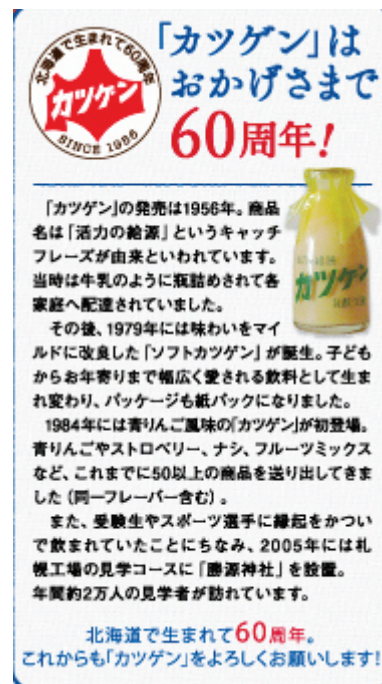 北海道で生まれて60周年
カツゲン
SINCE 1956
「カツゲン」は
おかげさまで
60周年!
「カツゲン」の発売は1956年。商品
名は「活力の給源」というキャッチ
フレーズが由来といわれています。
当時は牛乳のように瓶詰めされて各
家庭へ配達されていました。
カツゲン
その後、1979年には味わいをマイ
ルドに改良した「ソフトカツゲン」が誕生。子ども
からお年寄りまで幅広く愛される飲料として生ま
れ変わり、パッケージも紙パックになりました。
1984年には青りんご風味の「カツゲン」が初登場。
青りんごやストロベリー、ナシ、フルーツミックス
など、これまでに50以上の商品を送り出してきま
した(同一フレーバー含む)。
また、受験生やスポーツ選手に縁起をかつい
で飲まれていたことにちなみ、2005年には札
幌工場の見学コースに「勝源神社」を設置。
年間約2万人の見学者が訪れています。
北海道で生まれて60周年。
これからも「カツゲン」をよろしくお願いします!